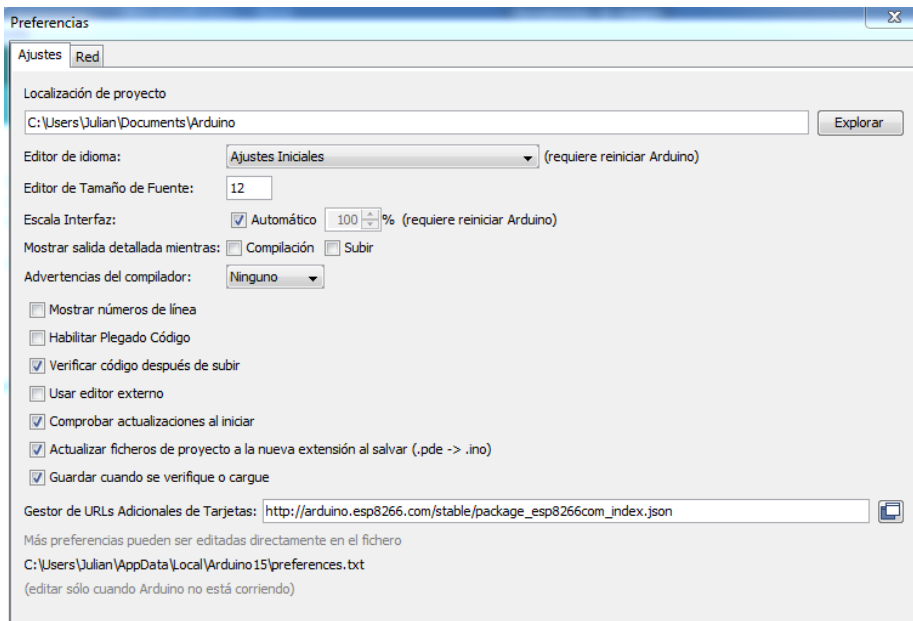 Preferencias
Ajustes Red
Localización de proyecto
C:\Users\Julian\Documents\Arduino Explorar
Editor de idioma: Ajustes Iniciales (requiere reiniciar Arduino)
Editor de Tamaño de Fuente: 12
Escala Interfaz: Automático 100 % (requiere reiniciar Arduino)
Mostrar salida detallada mientras: Compilación Subir
Advertencias del compilador: Ninguno
Mostrar números de línea
Habilitar Plegado Código
Verificar código después de subir
Usar editor externo
Comprobar actualizaciones al iniciar
Actualizar ficheros de proyecto a la nueva extensión al salvar (.pde -> .ino)
Guardar cuando se verifique o cargue
Gestor de URLs Adicionales de Tarjetas: http://arduino.esp8266.com/stable/package_esp8266com_index.json
Más preferencias pueden ser editadas directamente en el fichero
C:\Users\Julian\AppData\Local\Arduino15\preferences.txt
(editar sólo cuando Arduino no está corriendo)